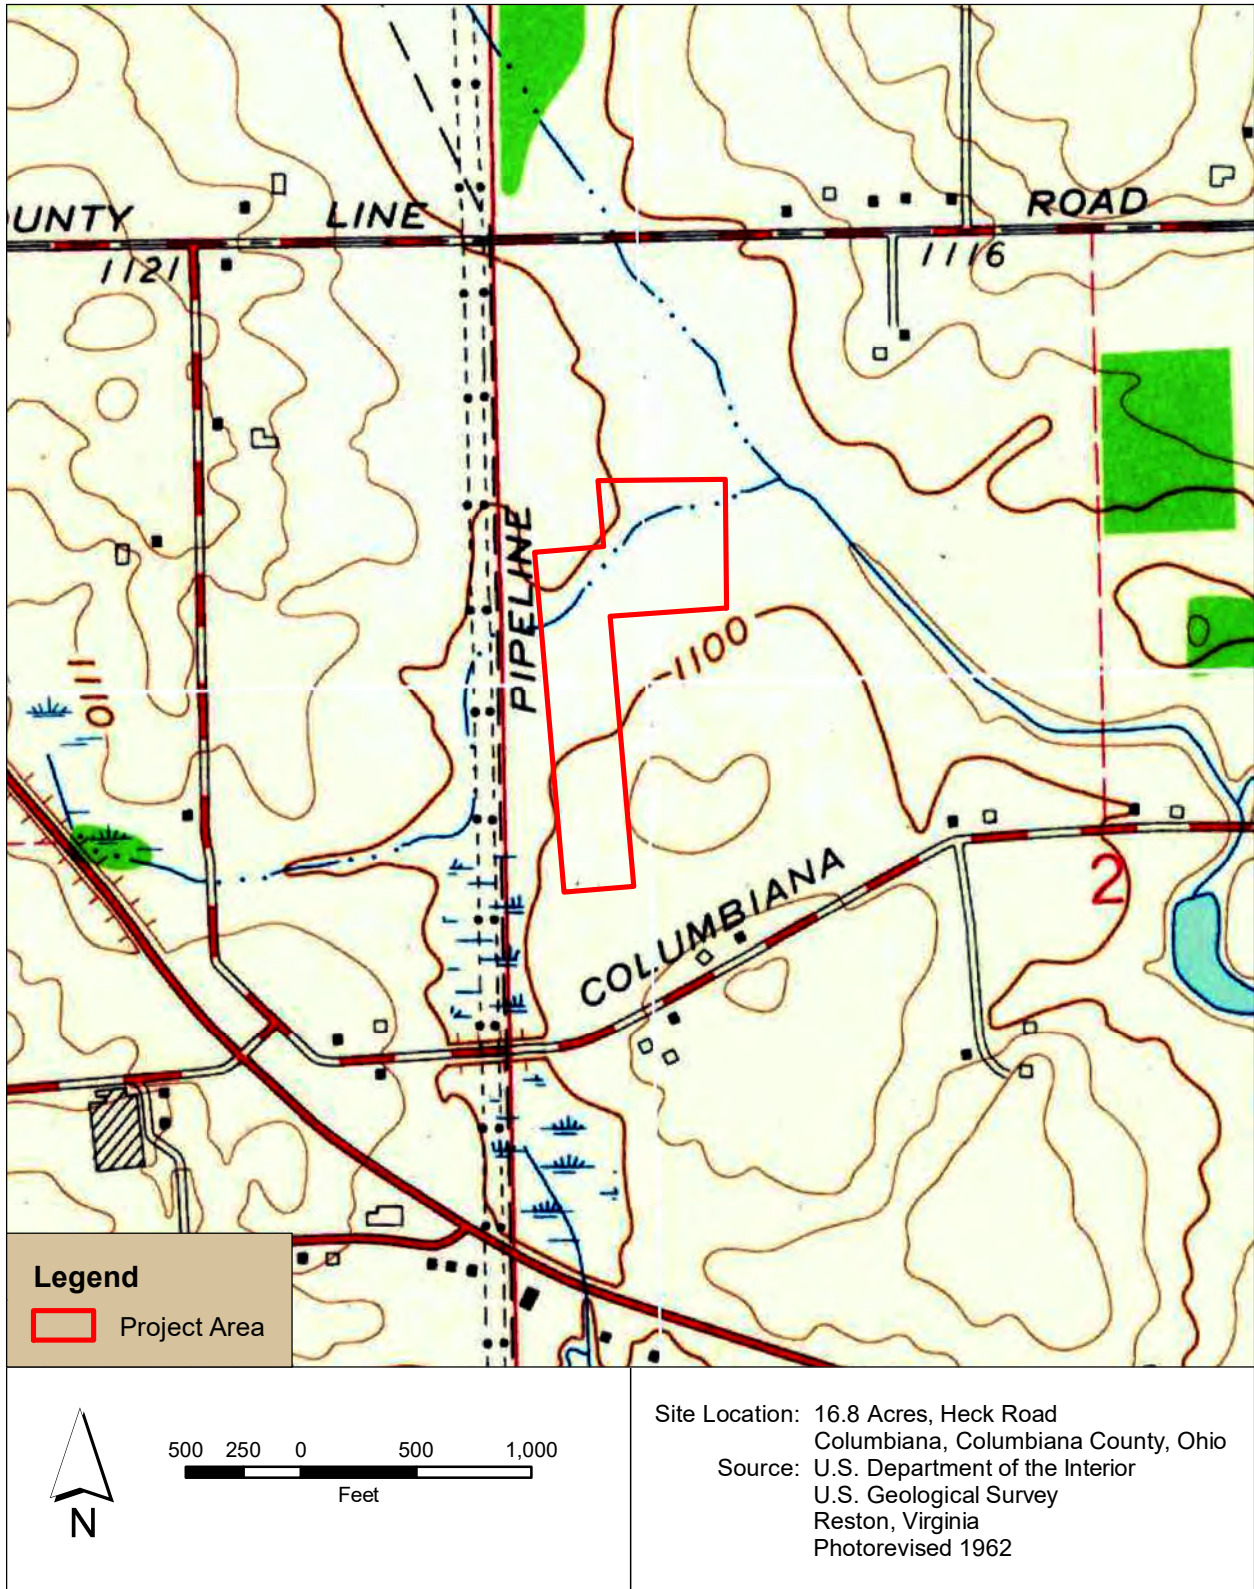 OUNTY LINE ROAD
1121 1116
PIPELINE
1100
1110
COLUMBIANA
2
Legend
Project Area
N
500 250 0 500 1,000
Feet
Site Location: 16.8 Acres, Heck Road
Columbiana, Columbiana County, Ohio
Source: U.S. Department of the Interior
U.S. Geological Survey
Reston, Virginia
Photorevised 1962